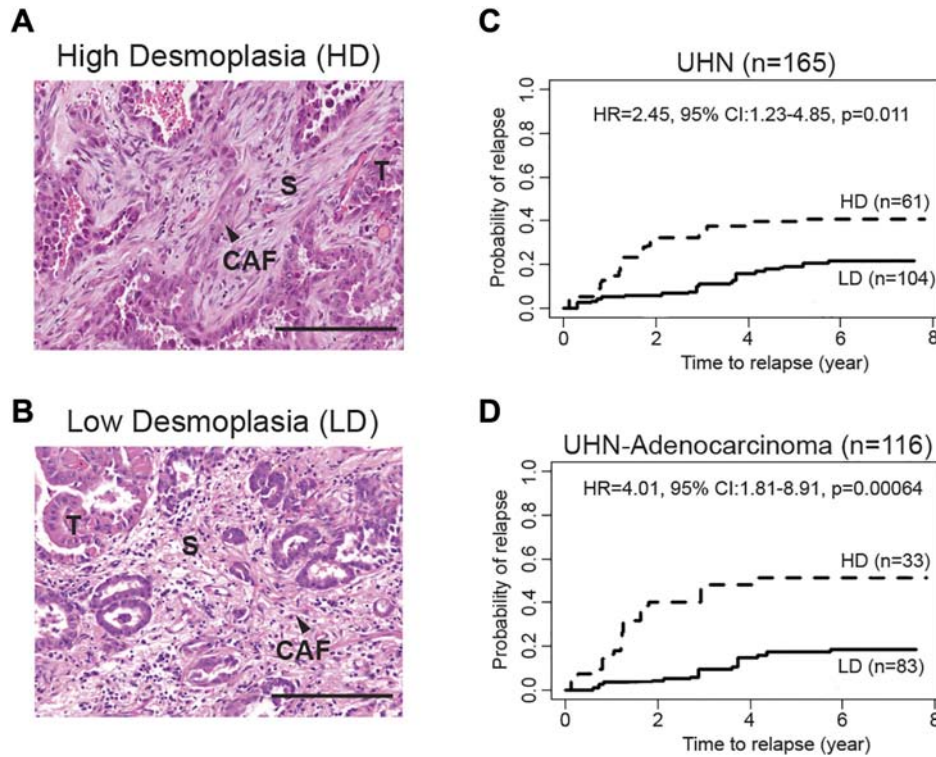 A
High Desmoplasia (HD)
S
T
CAF
B
Low Desmoplasia (LD)
T
S
CAF
C
UHN (n=165)
HR=2.45, 95% CI:1.23-4.85, p=0.011
Probability of relapse
0.0 0.2 0.4 0.6 0.8 1.0
HD (n=61)
LD (n=104)
0 2 4 6 8
Time to relapse (year)
D
UHN-Adenocarcinoma (n=116)
HR=4.01, 95% CI:1.81-8.91, p=0.00064
Probability of relapse
0.0 0.2 0.4 0.6 0.8 1.0
HD (n=33)
LD (n=83)
0 2 4 6 8
Time to relapse (year)